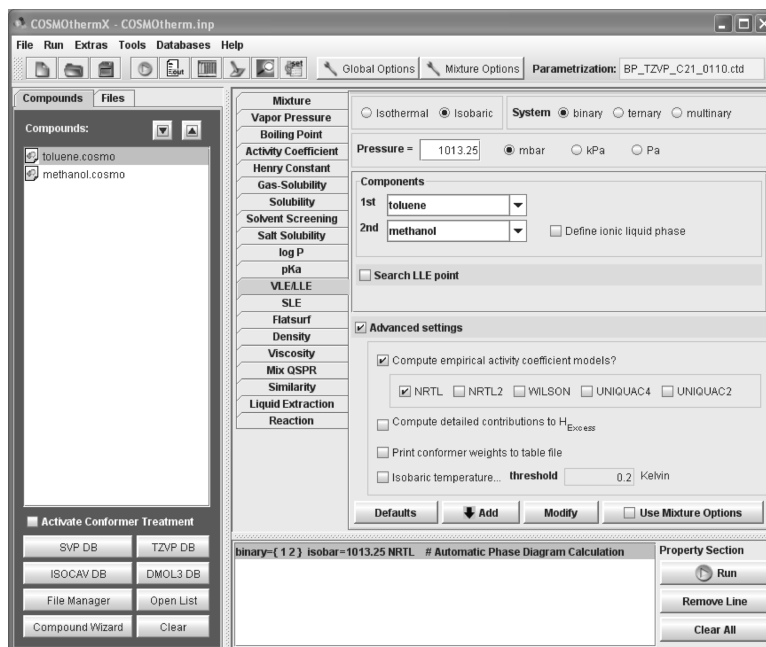 COSMOthermX - COSMOtherm.inp
File Run Extras Tools Databases Help
Global Options Mixture Options Parametrization: BP_TZVP_C21_0110.ctd
Compounds Files
Compounds:
toluene.cosmo
methanol.cosmo
Activate Conformer Treatment
SVP DB TZVP DB
ISOCAV DB DMOL3 DB
File Manager Open List
Compound Wizard Clear
Mixture
Vapor Pressure
Boiling Point
Activity Coefficient
Henry Constant
Gas-Solubility
Solubility
Solvent Screening
Salt Solubility
log P
pKa
VLE/LLE
SLE
Flatsurf
Density
Viscosity
Mix QSPR
Similarity
Liquid Extraction
Reaction
Isothermal Isobaric System binary ternary multinary
Pressure = 1013.25 mbar kPa Pa
Components
1st toluene
2nd methanol Define ionic liquid phase
Search LLE point
Advanced settings
Compute empirical activity coefficient models?
NRTL NRTL2 WILSON UNIQUAC4 UNIQUAC2
Compute detailed contributions to HExcess
Print conformer weights to table file
Isobaric temperature... threshold 0.2 Kelvin
Defaults Add Modify Use Mixture Options
binary={ 1 2 } isobar=1013.25 NRTL # Automatic Phase Diagram Calculation
Property Section
Run
Remove Line
Clear All